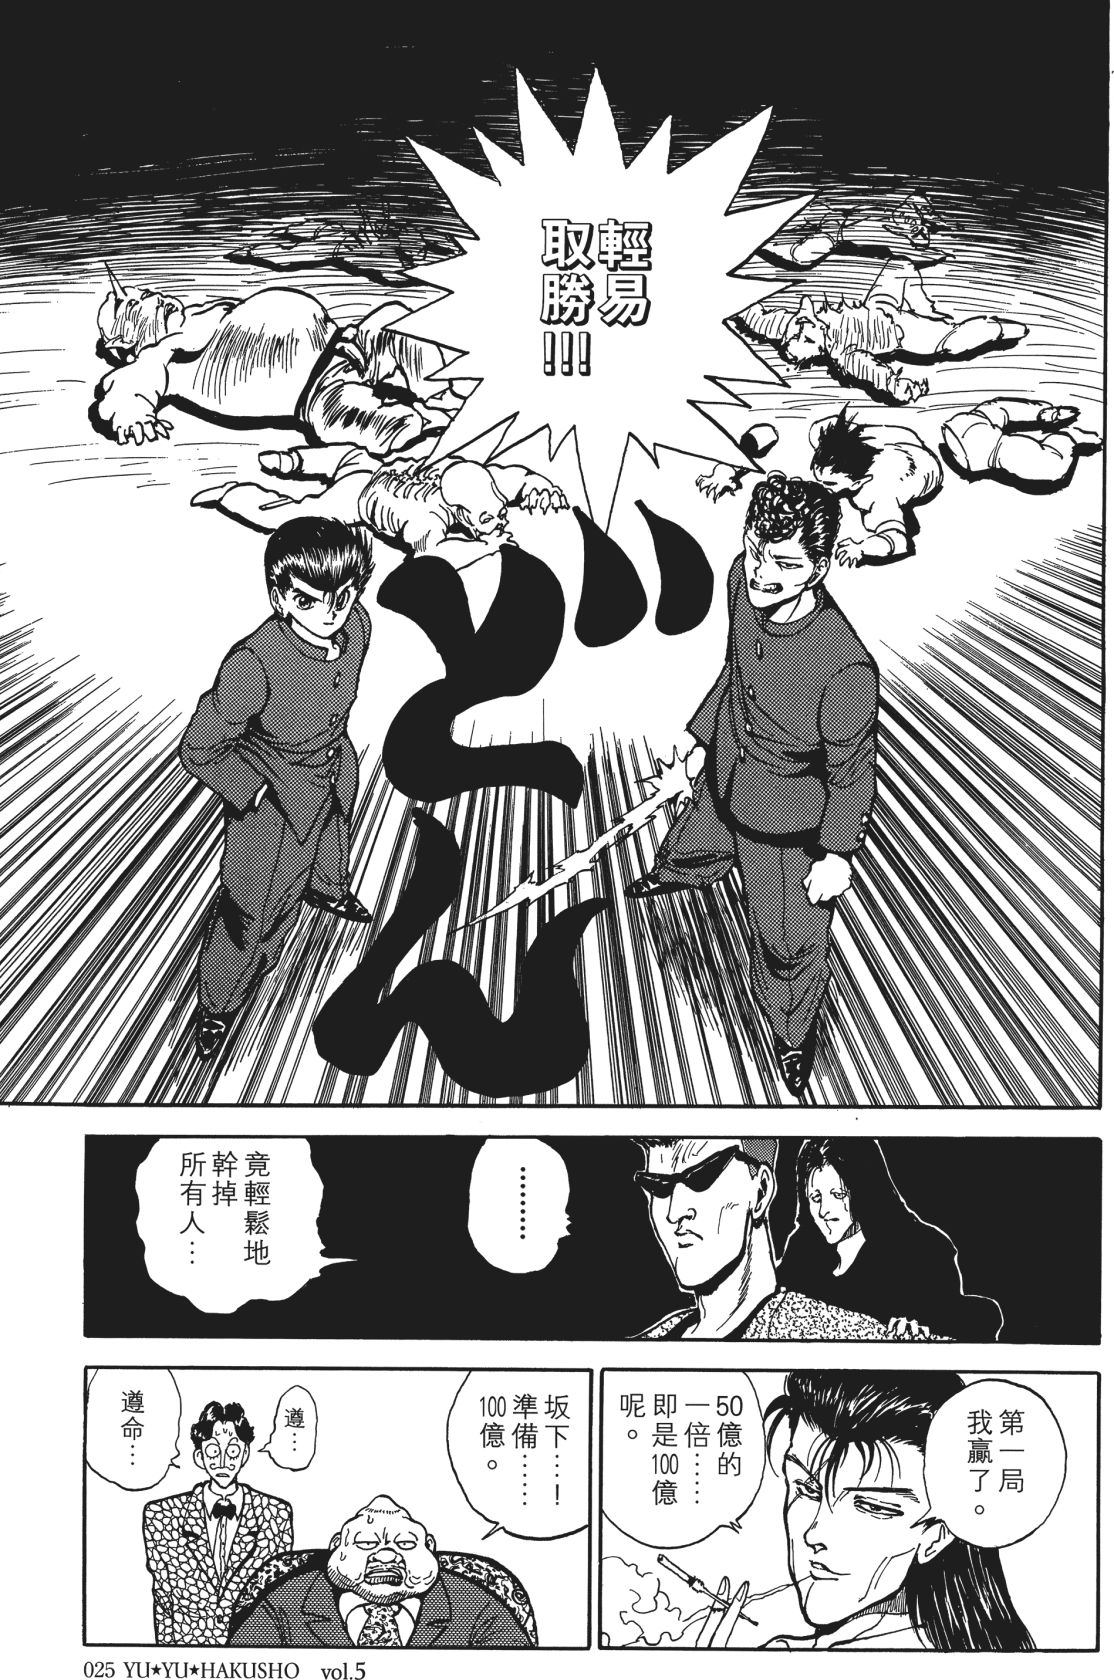 輕易
取勝!!!
どん
………
竟輕鬆地
幹掉
所有人…
第一局
我贏了。
50億的
一倍……
即是100億
呢。
坂下…!
準備……
100億。
遵…
遵命…
025 YU★YU★HAKUSHO vol.5